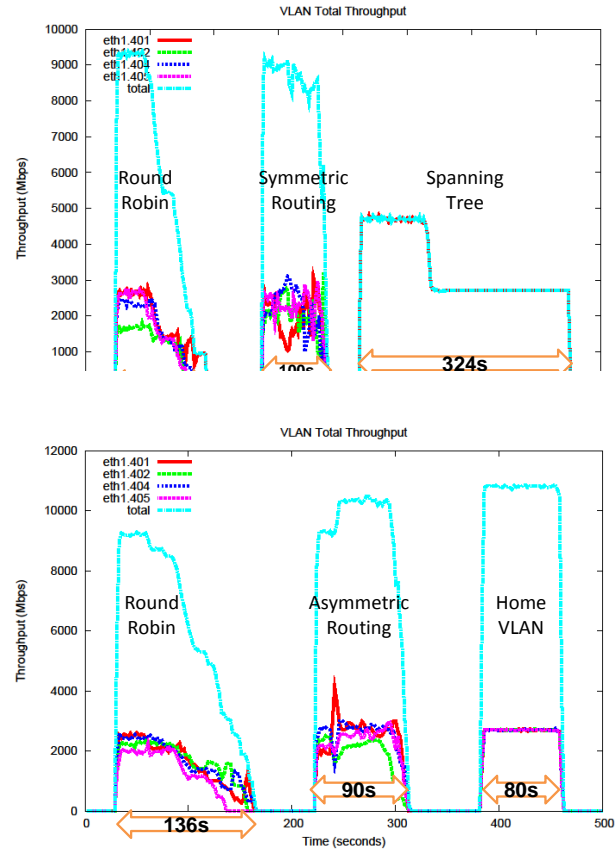 VLAN Total Throughput
10000
9000
8000
7000
6000
5000
4000
3000
2000
1000
Throughput (Mbps)
eth1.401
eth1.402
eth1.404
eth1.405
total
Round
Robin
Symmetric
Routing
Spanning
Tree
100s
324s
VLAN Total Throughput
12000
10000
8000
6000
4000
2000
0
Throughput (Mbps)
eth1.401
eth1.402
eth1.404
eth1.405
total
Round
Robin
Asymmetric
Routing
Home
VLAN
136s
90s
80s
0
100
200
300
400
500
Time (seconds)